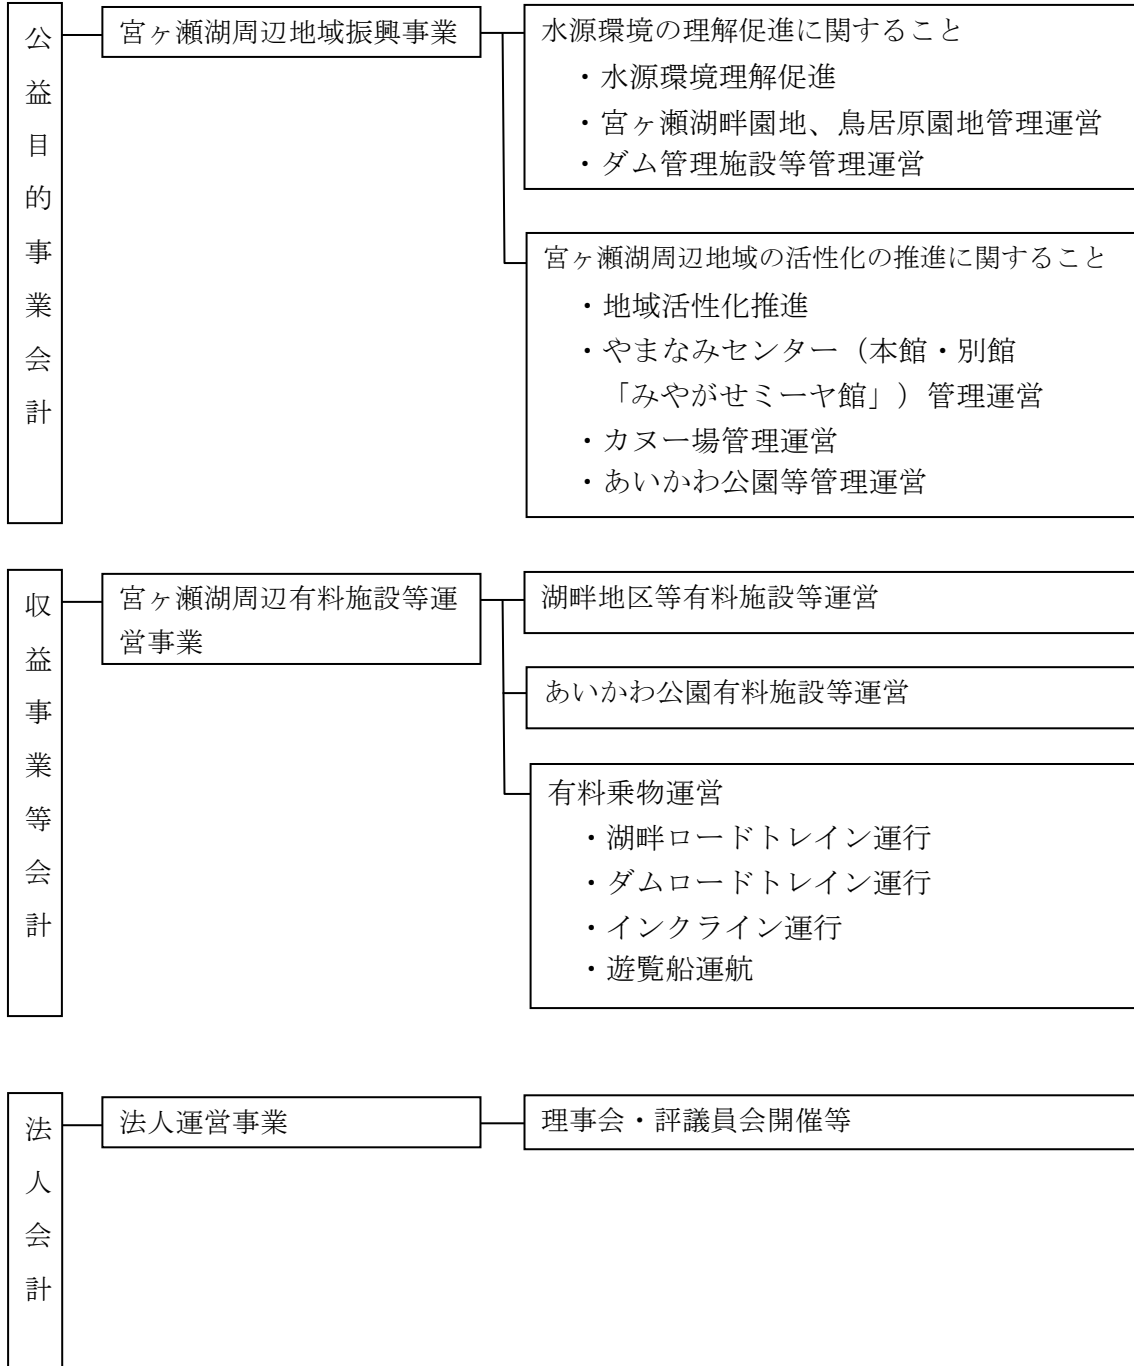 公益目的事業会計
宮ヶ瀬湖周辺地域振興事業
水源環境の理解促進に関すること
・水源環境理解促進
・宮ヶ瀬湖畔園地、鳥居原園地管理運営
・ダム管理施設等管理運営
宮ヶ瀬湖周辺地域の活性化の推進に関すること
・地域活性化推進
・やまなみセンター（本館・別館
「みやがせミーヤ館」）管理運営
・カヌー場管理運営
・あいかわ公園等管理運営
収益事業等会計
宮ヶ瀬湖周辺有料施設等運
営事業
湖畔地区等有料施設等運営
あいかわ公園有料施設等運営
有料乗物運営
・湖畔ロードトレイン運行
・ダムロードトレイン運行
・インクライン運行
・遊覧船運航
法人会計
法人運営事業
理事会・評議員会開催等